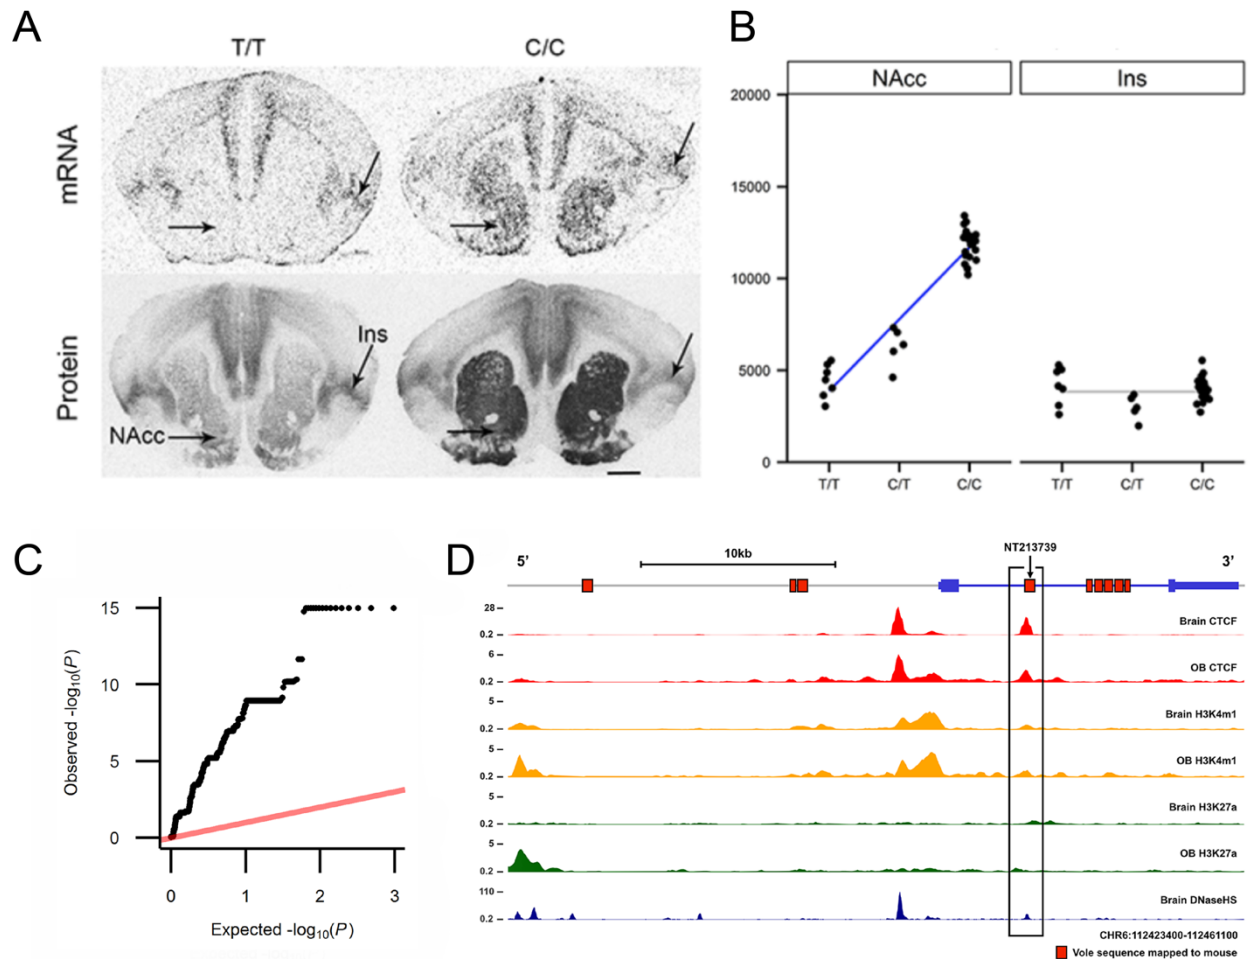 A
T/T
C/C
mRNA
Protein
Ins
NAcc
B
NAcc
Ins
20000
15000
10000
5000
0
T/T
C/T
C/C
T/T
C/T
C/C
C
Observed -log10(P)
15
10
5
0
0
1
2
3
Expected -log10(P)
D
5'
10kb
NT213739
3'
28
0.2
Brain CTCF
6
0.2
OB CTCF
5
0.2
Brain H3K4m1
5
0.2
OB H3K4m1
5
0.2
Brain H3K27a
5
0.2
OB H3K27a
110
0.2
Brain DNaseHS
CHR6:112423400-112461100
Vole sequence mapped to mouse